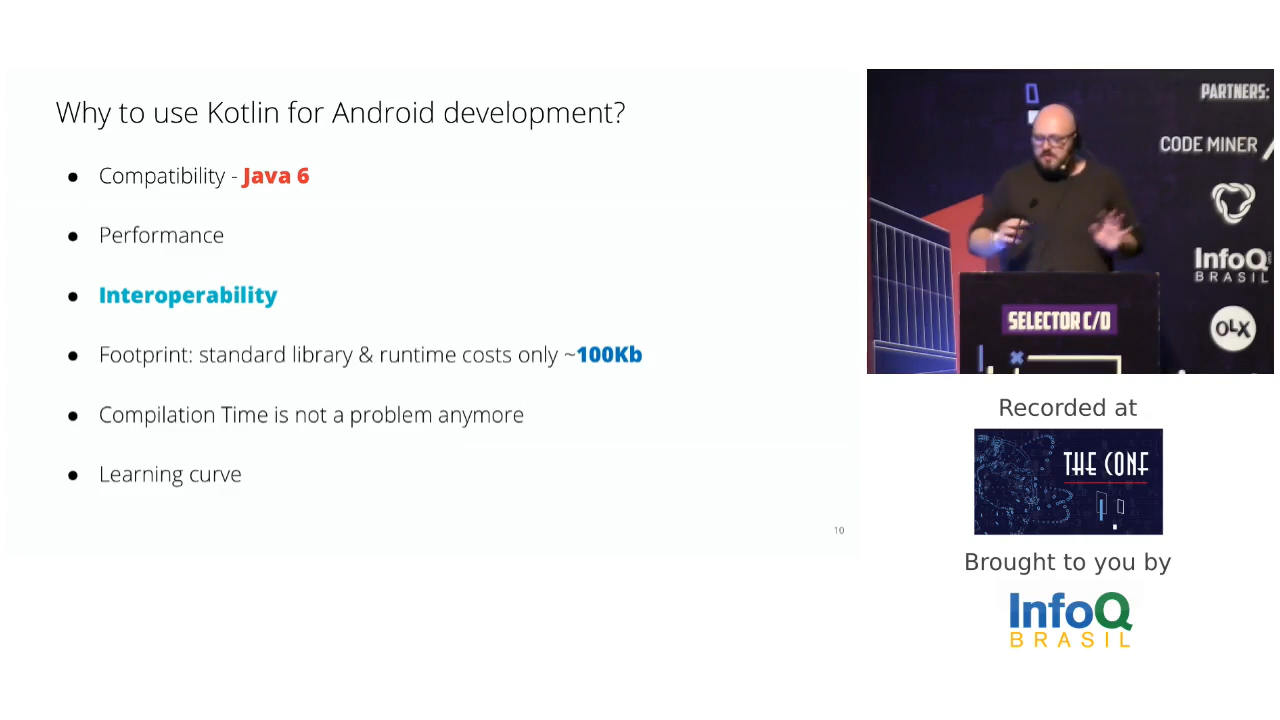 Why to use Kotlin for Android development?
● Compatibility - Java 6
● Performance
● Interoperability
● Footprint: standard library & runtime costs only ~100Kb
● Compilation Time is not a problem anymore
● Learning curve
10
PARTNERS:
CODE MINER
InfoQ
BRASIL
OLX
SELECTOR C/D
Recorded at
THE CONF
Brought to you by
InfoQ
BRASIL